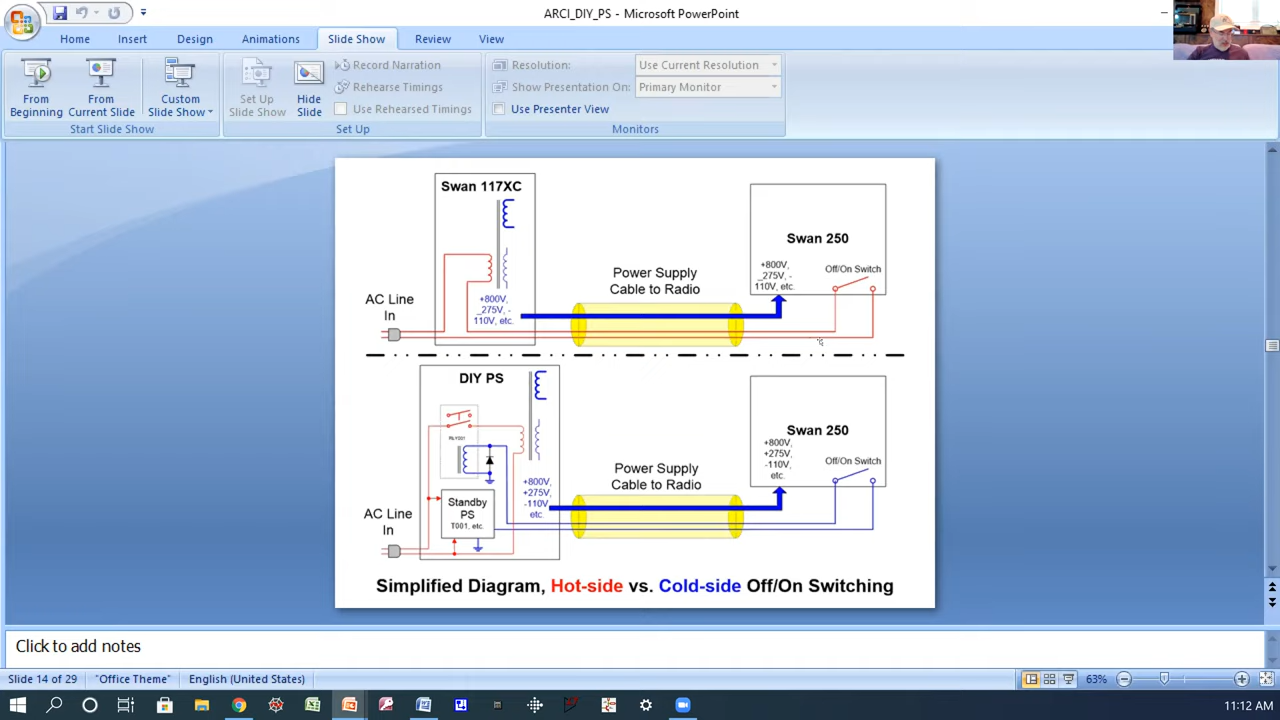 ARCI_DIY_PS - Microsoft PowerPoint
Home Insert Design Animations Slide Show Review View
From Beginning
From Current Slide
Custom Slide Show
Start Slide Show
Set Up Slide Show
Hide Slide
Record Narration
Rehearse Timings
Use Rehearsed Timings
Set Up
Resolution: Use Current Resolution
Show Presentation On: Primary Monitor
Use Presenter View
Monitors
Swan 117XC
AC Line
In
+800V,
_275V, -
110V, etc.
Power Supply
Cable to Radio
Swan 250
+800V,
_275V, -
110V, etc.
Off/On Switch
DIY PS
RLY001
Standby
PS
T001, etc.
AC Line
In
+800V,
+275V,
-110V
etc.
Power Supply
Cable to Radio
Swan 250
+800V,
+275V,
-110V,
etc.
Off/On Switch
Simplified Diagram, Hot-side vs. Cold-side Off/On Switching
Click to add notes
Slide 14 of 29 "Office Theme" English (United States) 63%
11:12 AM